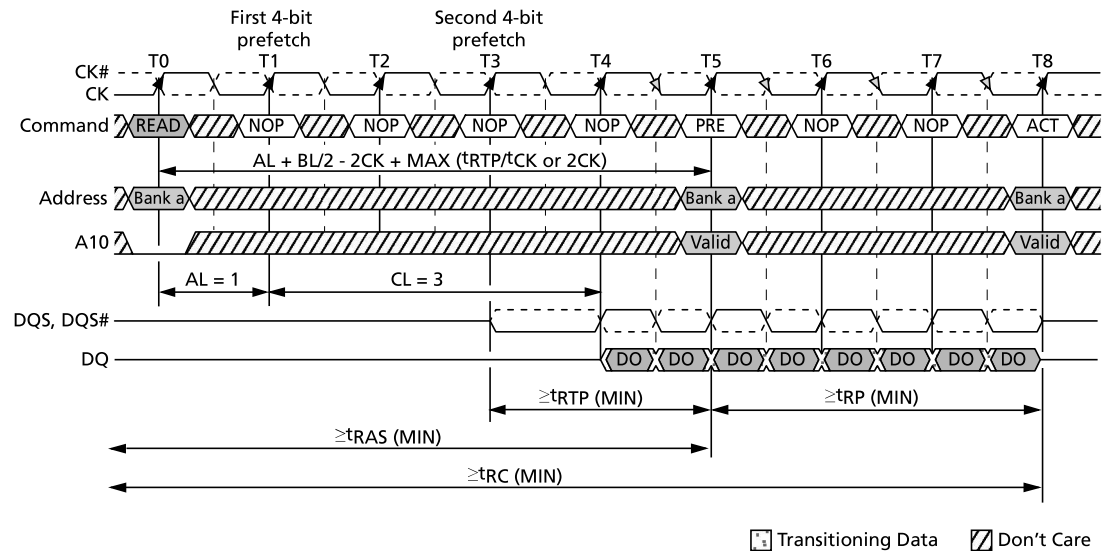 First 4-bit prefetch
Second 4-bit prefetch
T0 T1 T2 T3 T4 T5 T6 T7 T8
CK#
CK
Command READ NOP NOP NOP NOP PRE NOP NOP ACT
AL + BL/2 - 2CK + MAX (tRTP/tCK or 2CK)
Address Bank a Bank a Bank a
A10 Valid Valid
AL = 1 CL = 3
DQS, DQS#
DQ DO DO DO DO DO DO DO DO
≥tRTP (MIN) ≥tRP (MIN)
≥tRAS (MIN)
≥tRC (MIN)
Transitioning Data Don't Care